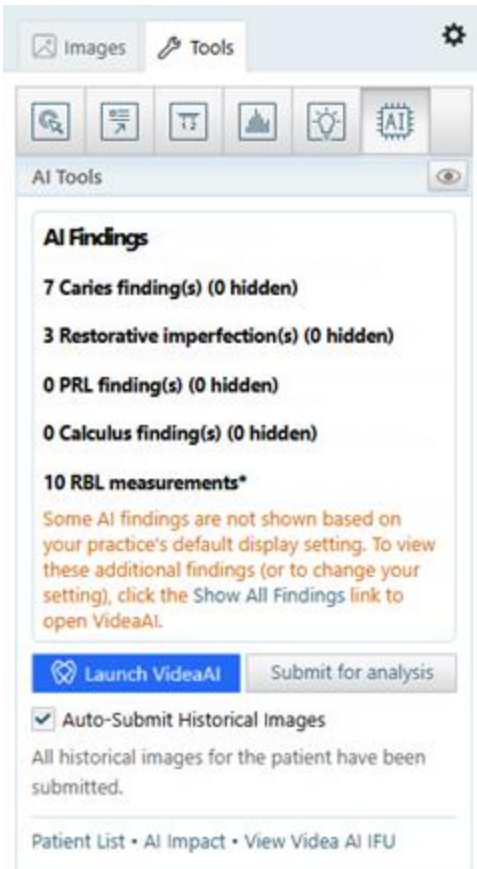 Images Tools
1 2
AI
AI Tools
AI Findings
7 Caries finding(s) (0 hidden)
3 Restorative imperfection(s) (0 hidden)
0 PRL finding(s) (0 hidden)
0 Calculus finding(s) (0 hidden)
10 RBL measurements*
Some AI findings are not shown based on
your practice's default display setting. To view
these additional findings (or to change your
setting), click the Show All Findings link to
open VideaAI.
Launch VideaAI Submit for analysis
Auto-Submit Historical Images
All historical images for the patient have been
submitted.
Patient List • AI Impact • View Videa AI IFU